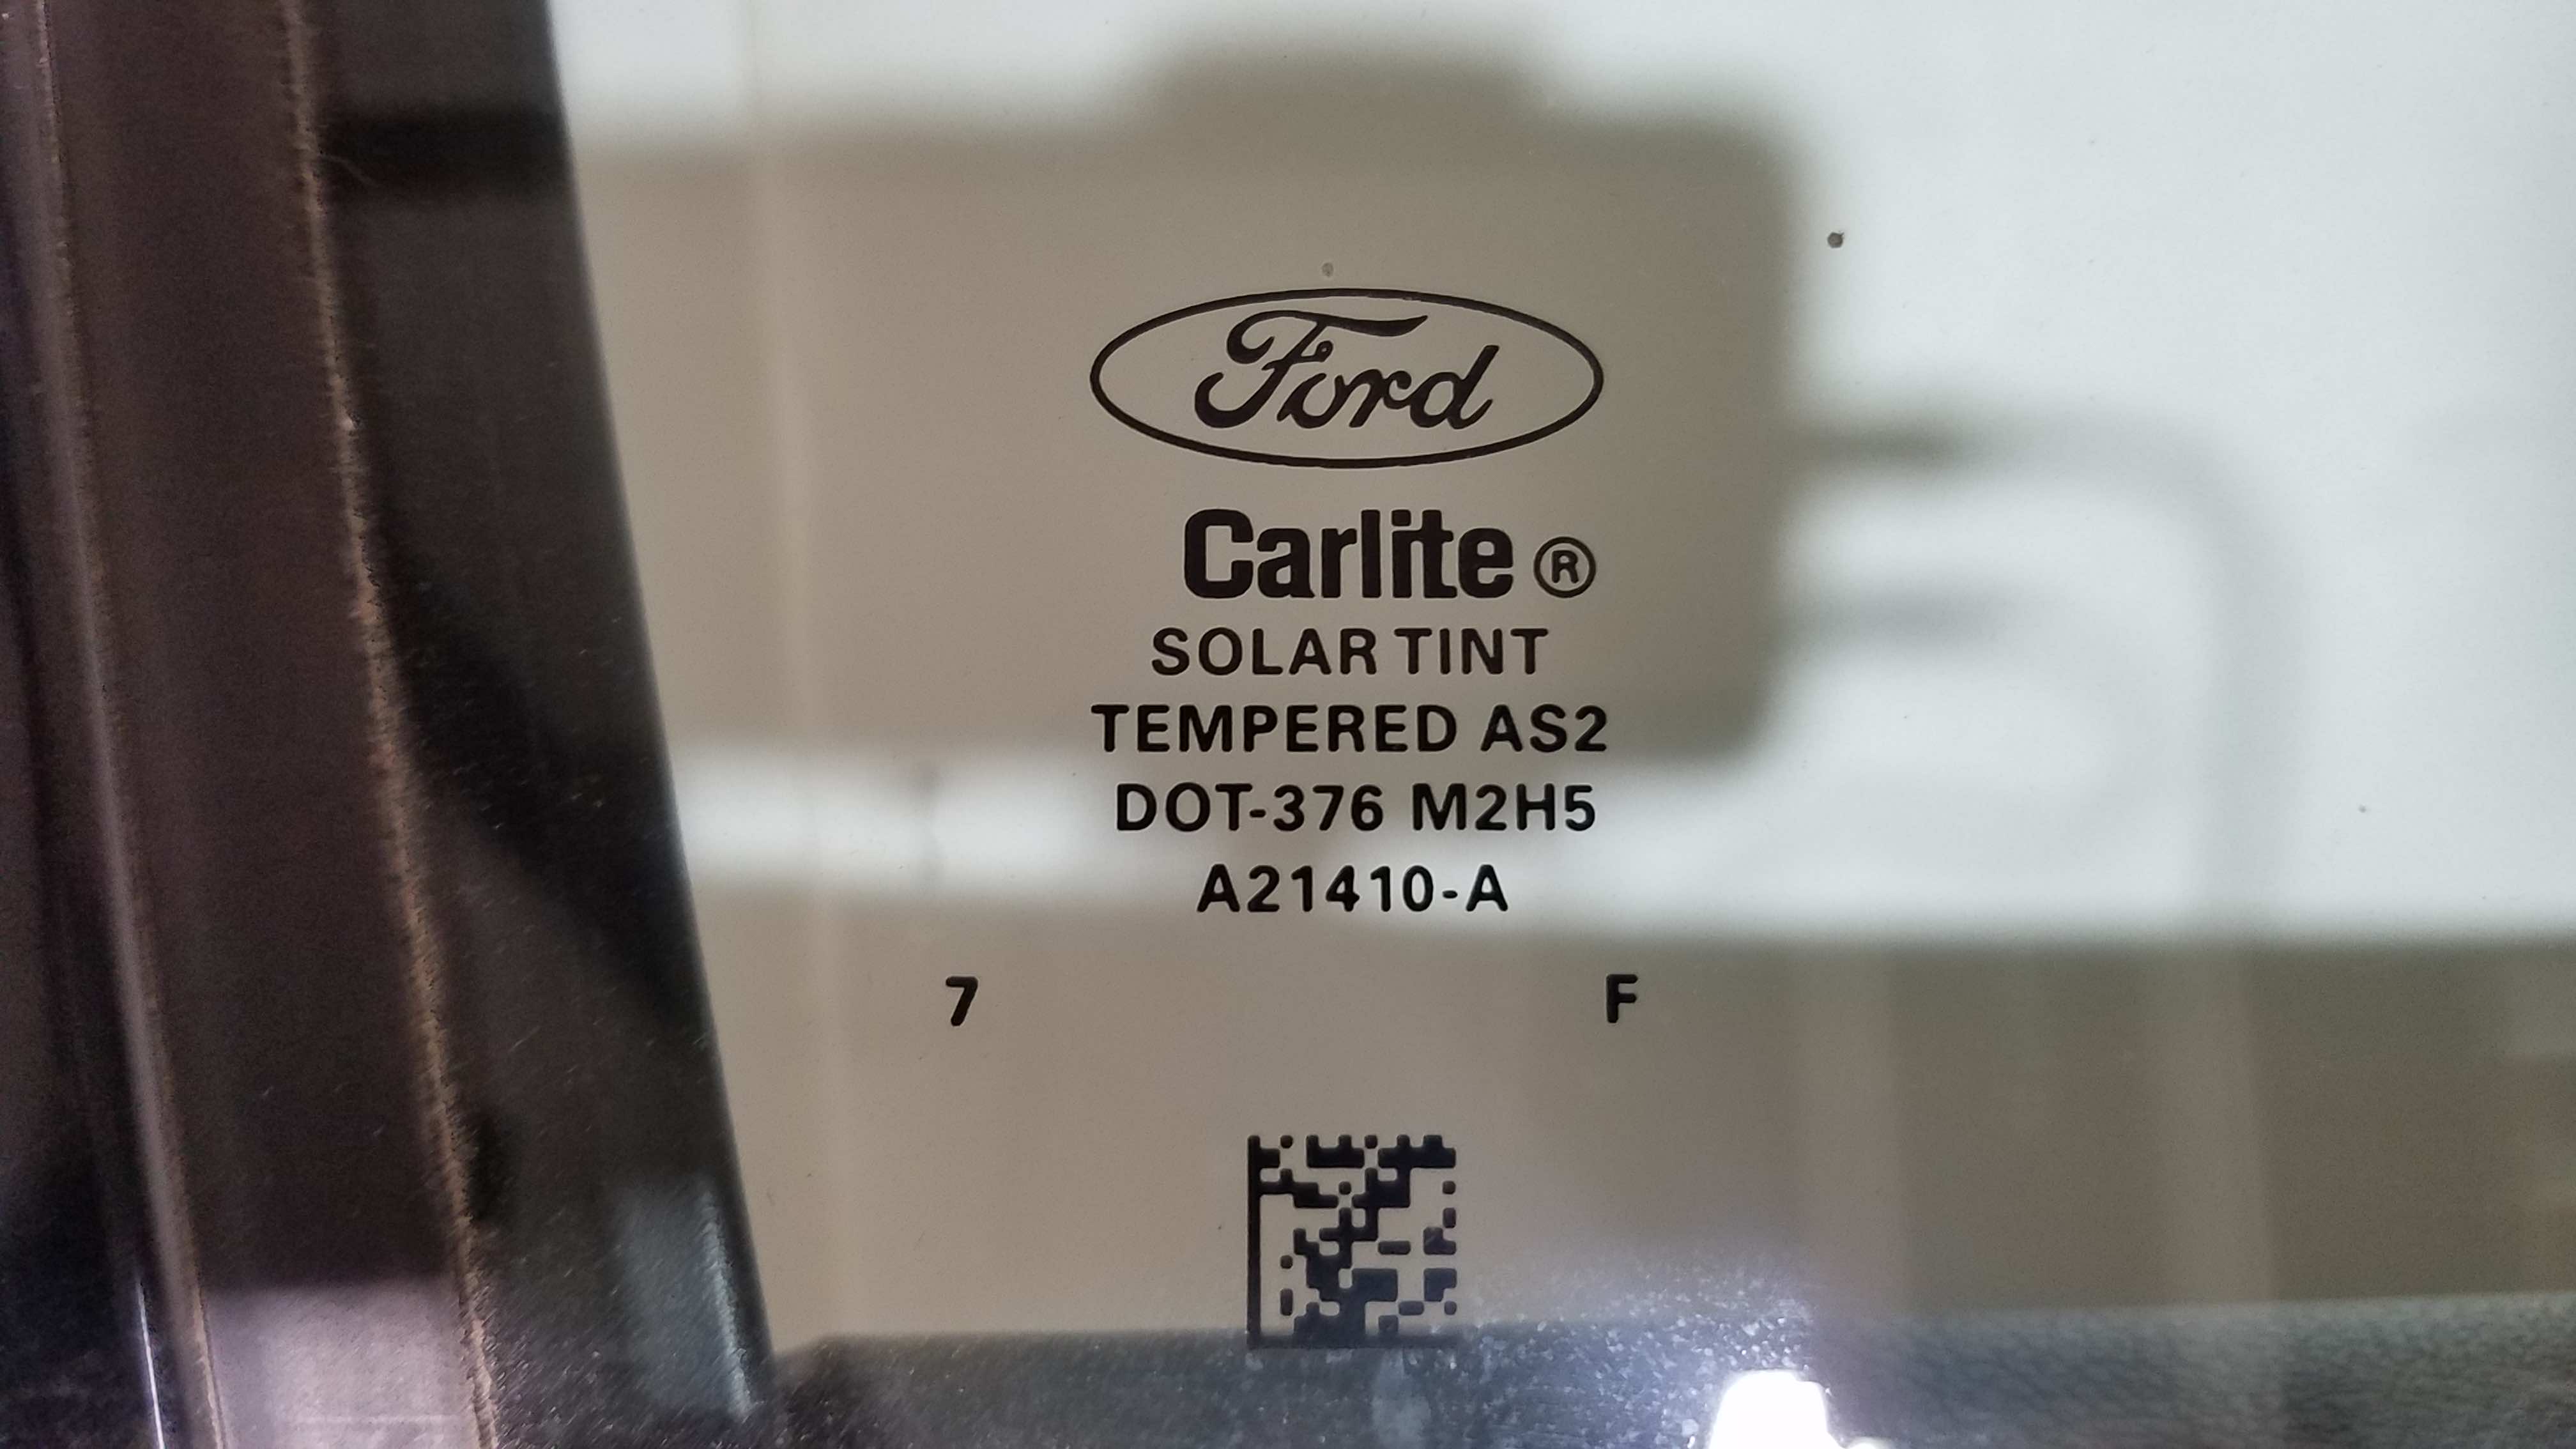 Ford
Carlite ®
SOLAR TINT
TEMPERED AS2
DOT-376 M2H5
A21410-A
7 F